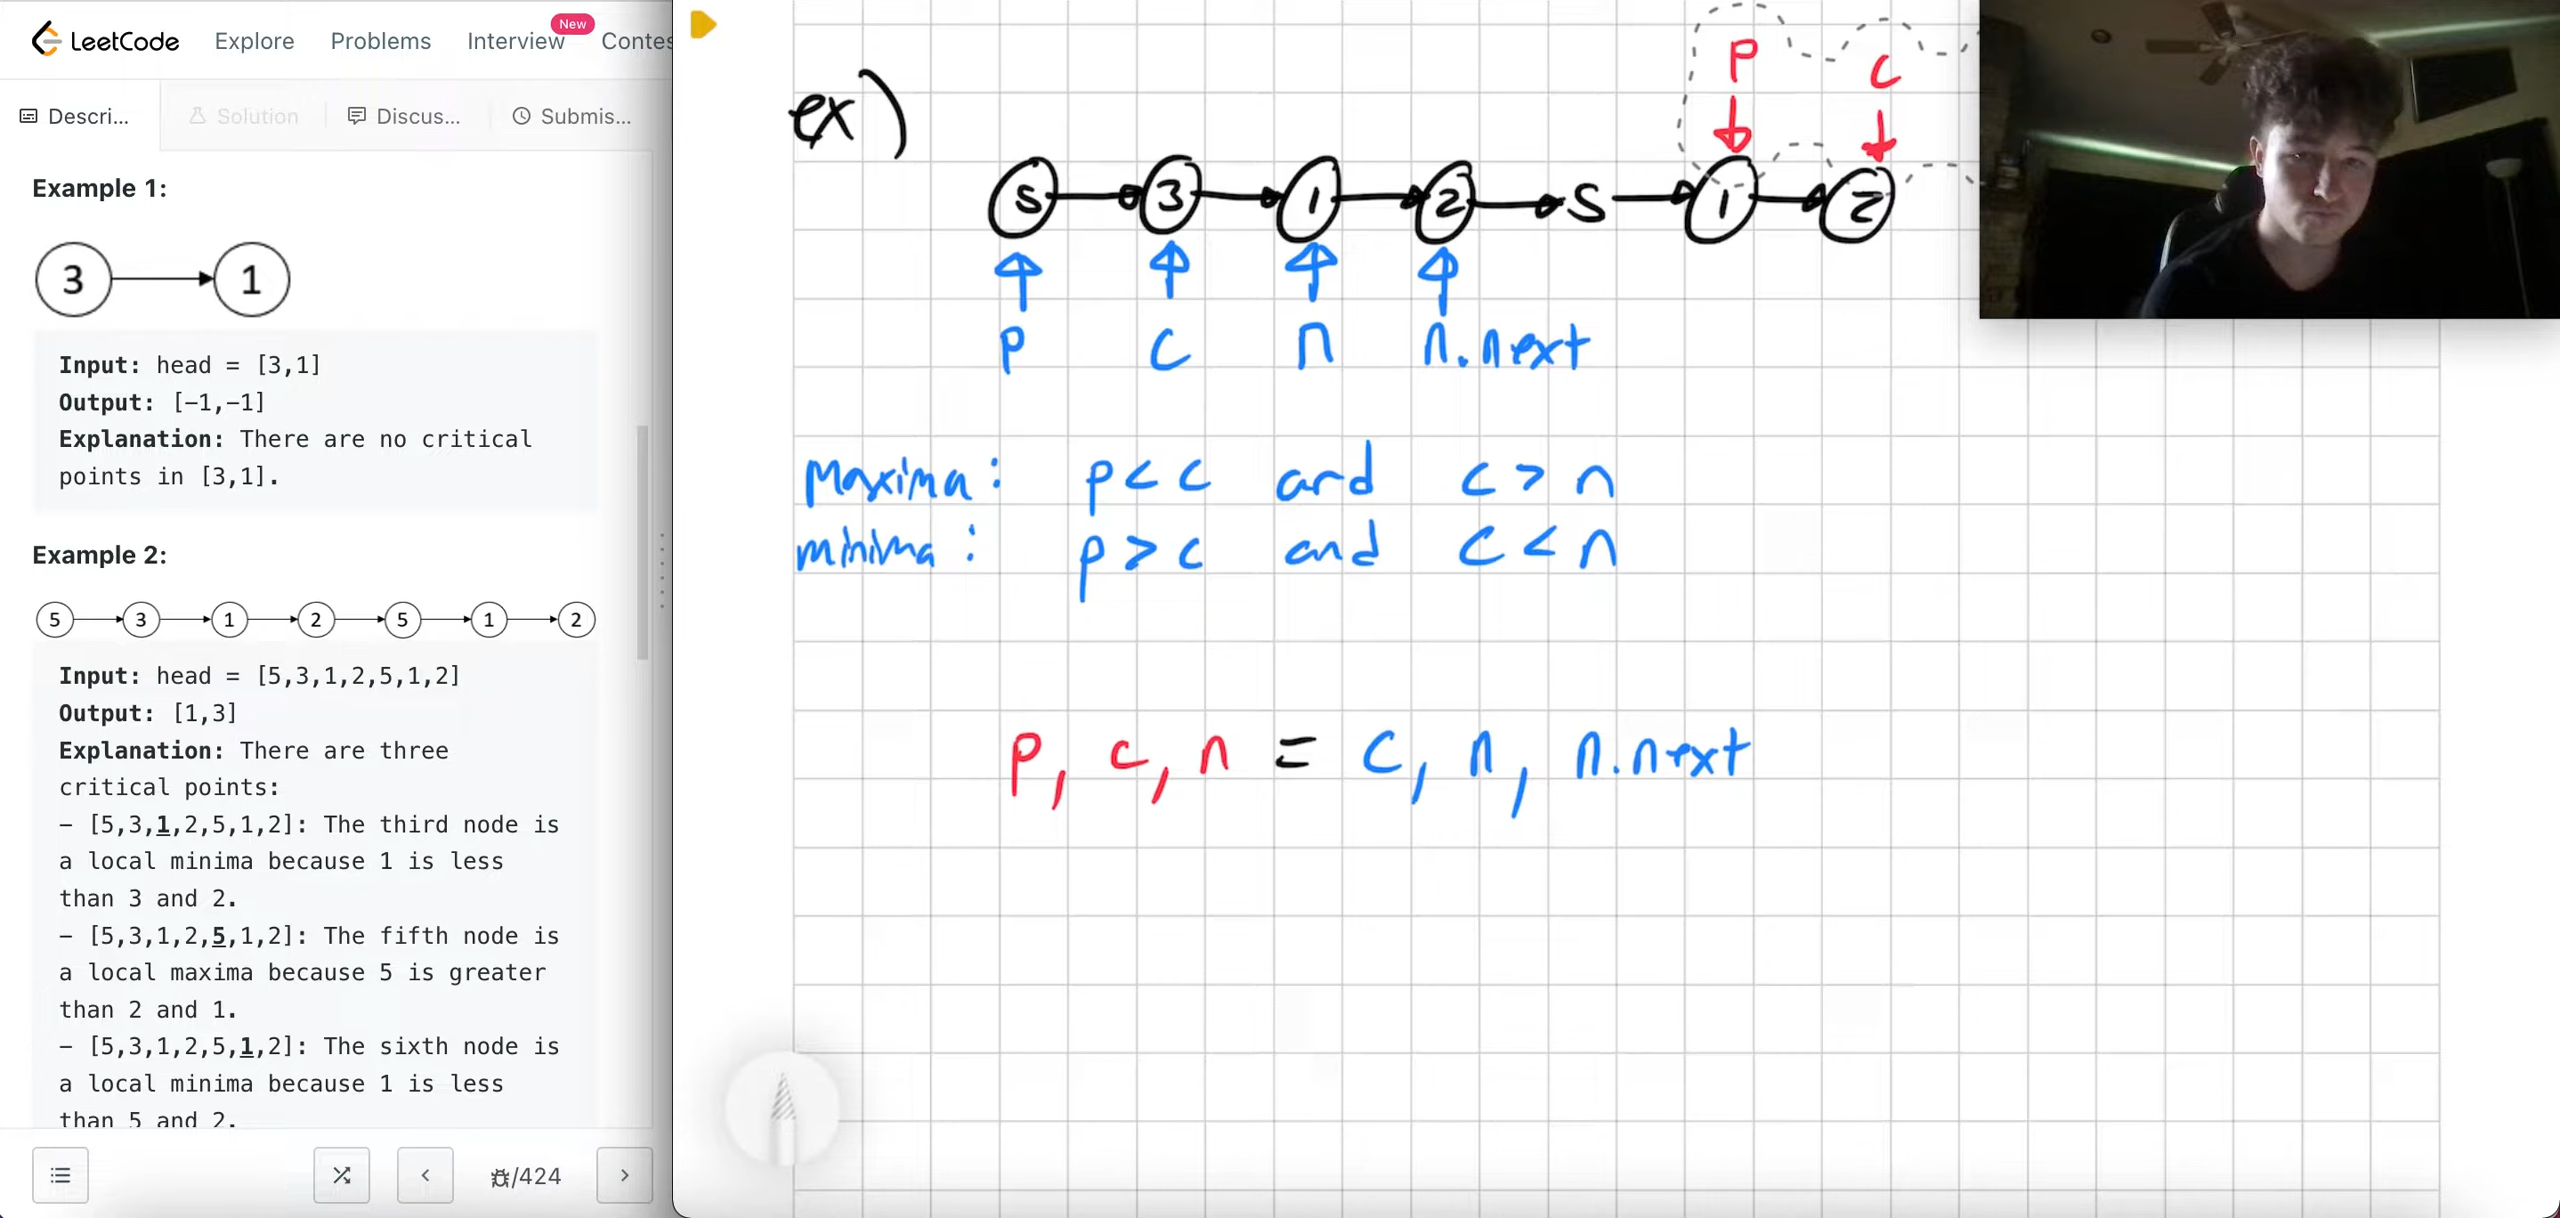 LeetCode Explore Problems Interview New Contes
Descri... Solution Discus... Submis...
Example 1:
3 1
Input: head = [3,1]
Output: [-1,-1]
Explanation: There are no critical
points in [3,1].
Example 2:
5 3 1 2 5 1 2
Input: head = [5,3,1,2,5,1,2]
Output: [1,3]
Explanation: There are three
critical points:
- [5,3,1,2,5,1,2]: The third node is
a local minima because 1 is less
than 3 and 2.
- [5,3,1,2,5,1,2]: The fifth node is
a local maxima because 5 is greater
than 2 and 1.
- [5,3,1,2,5,1,2]: The sixth node is
a local minima because 1 is less
than 5 and 2.
/424
P C
ex)
5 3 1 2 5 1 2
P C n n.next
Maxima: p < c and c > n
minima: p > c and c < n
p, c, n = c, n, n.next